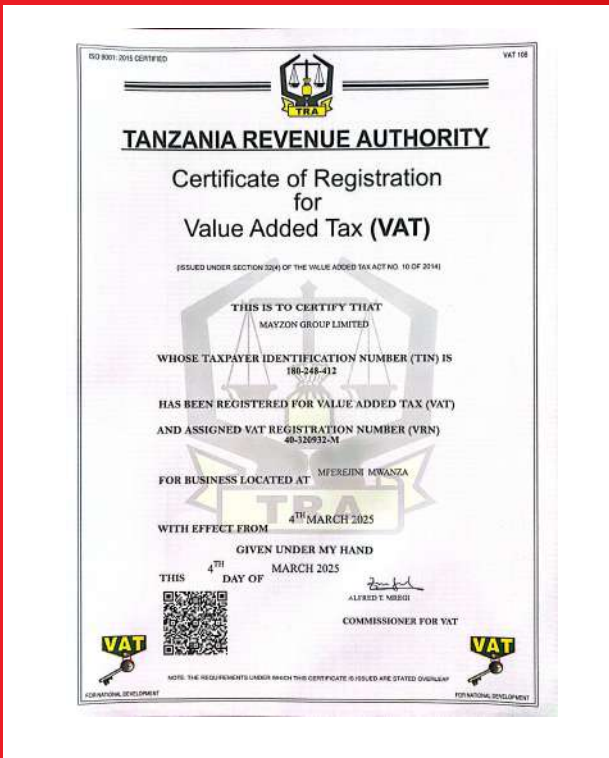 ISO 9001: 2015 CERTIFIED
VAT 108
TRA
TANZANIA REVENUE AUTHORITY
Certificate of Registration
for
Value Added Tax (VAT)
(ISSUED UNDER SECTION 32(4) OF THE VALUE ADDED TAX ACT NO. 10 OF 2014)
THIS IS TO CERTIFY THAT
MAYZON GROUP LIMITED
WHOSE TAXPAYER IDENTIFICATION NUMBER (TIN) IS
180-248-412
HAS BEEN REGISTERED FOR VALUE ADDED TAX (VAT)
AND ASSIGNED VAT REGISTRATION NUMBER (VRN)
40-320932-M
FOR BUSINESS LOCATED AT MFEREJINI MWANZA
TRA
WITH EFFECT FROM 4TH MARCH 2025
GIVEN UNDER MY HAND
THIS 4TH DAY OF MARCH 2025
ALFRED T. MREGI
COMMISSIONER FOR VAT
VAT
VAT
NOTE: THE REQUIREMENTS UNDER WHICH THIS CERTIFICATE IS ISSUED ARE STATED OVERLEAF
FOR NATIONAL DEVELOPMENT
FOR NATIONAL DEVELOPMENT